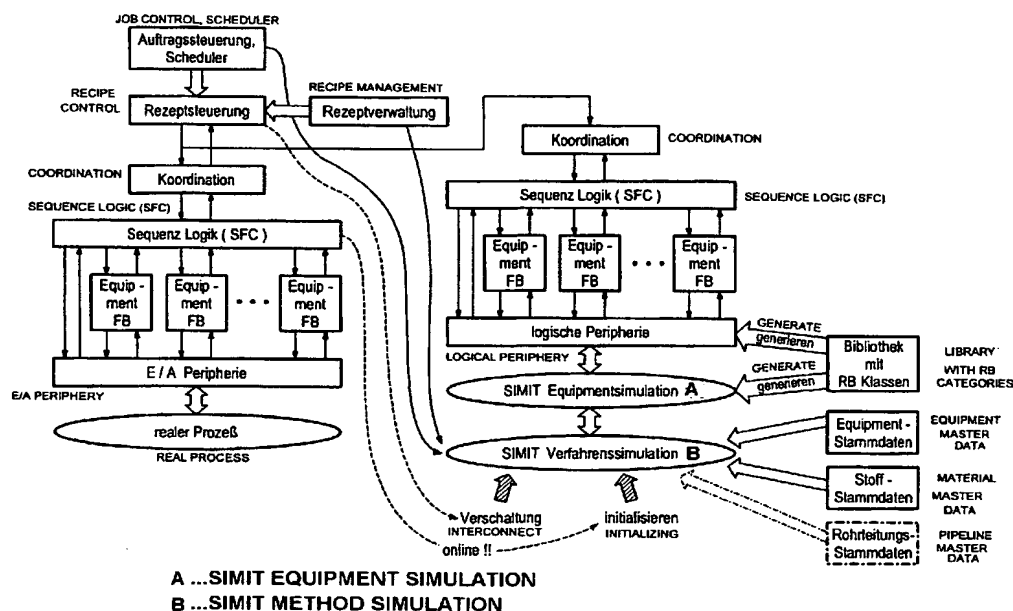 JOB CONTROL, SCHEDULER
Auftragssteuerung,
Scheduler
RECIPE
CONTROL
Rezeptsteuerung
RECIPE MANAGEMENT
Rezeptverwaltung
COORDINATION
Koordination
SEQUENCE LOGIC (SFC)
Sequenz Logik ( SFC )
Equip -
ment
FB
Equip -
ment
FB
• • •
Equip -
ment
FB
E / A Peripherie
E/A PERIPHERY
realer Prozeß
REAL PROCESS
Koordination
COORDINATION
Sequenz Logik ( SFC )
SEQUENCE LOGIC (SFC)
Equip -
ment
FB
Equip -
ment
FB
• • •
Equip -
ment
FB
logische Peripherie
LOGICAL PERIPHERY
GENERATE
generieren
GENERATE
generieren
Bibliothek
mit
RB Klassen
LIBRARY
WITH RB
CATEGORIES
SIMIT Equipmentsimulation A
SIMIT Verfahrenssimulation B
Equipment -
Stammdaten
EQUIPMENT
MASTER
DATA
Stoff -
Stammdaten
MATERIAL
MASTER
DATA
Rohrleitungs-
Stammdaten
PIPELINE
MASTER
DATA
Verschaltung
INTERCONNECT
online !!
initialisieren
INITIALIZING
A ...SIMIT EQUIPMENT SIMULATION
B ...SIMIT METHOD SIMULATION